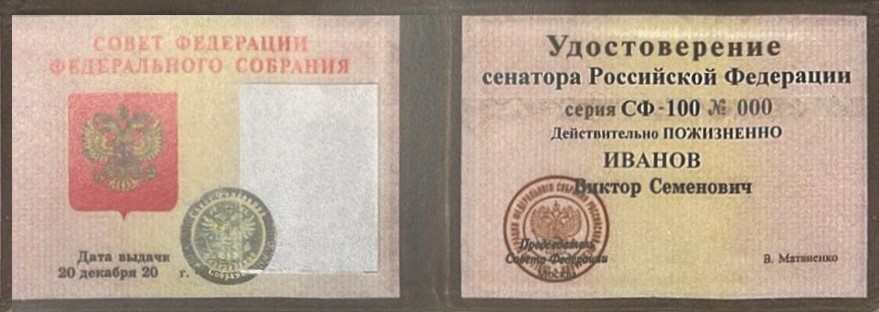 СОВЕТ ФЕДЕРАЦИИ
ФЕДЕРАЛЬНОГО СОБРАНИЯ
Дата выдачи
20 декабря 20 г.
Удостоверение
сенатора Российской Федерации
серия СФ-100 № 000
Действительно ПОЖИЗНЕННО
ИВАНОВ
Виктор Семенович
Председатель
Совета Федерации
Москва
В. Матвиенко